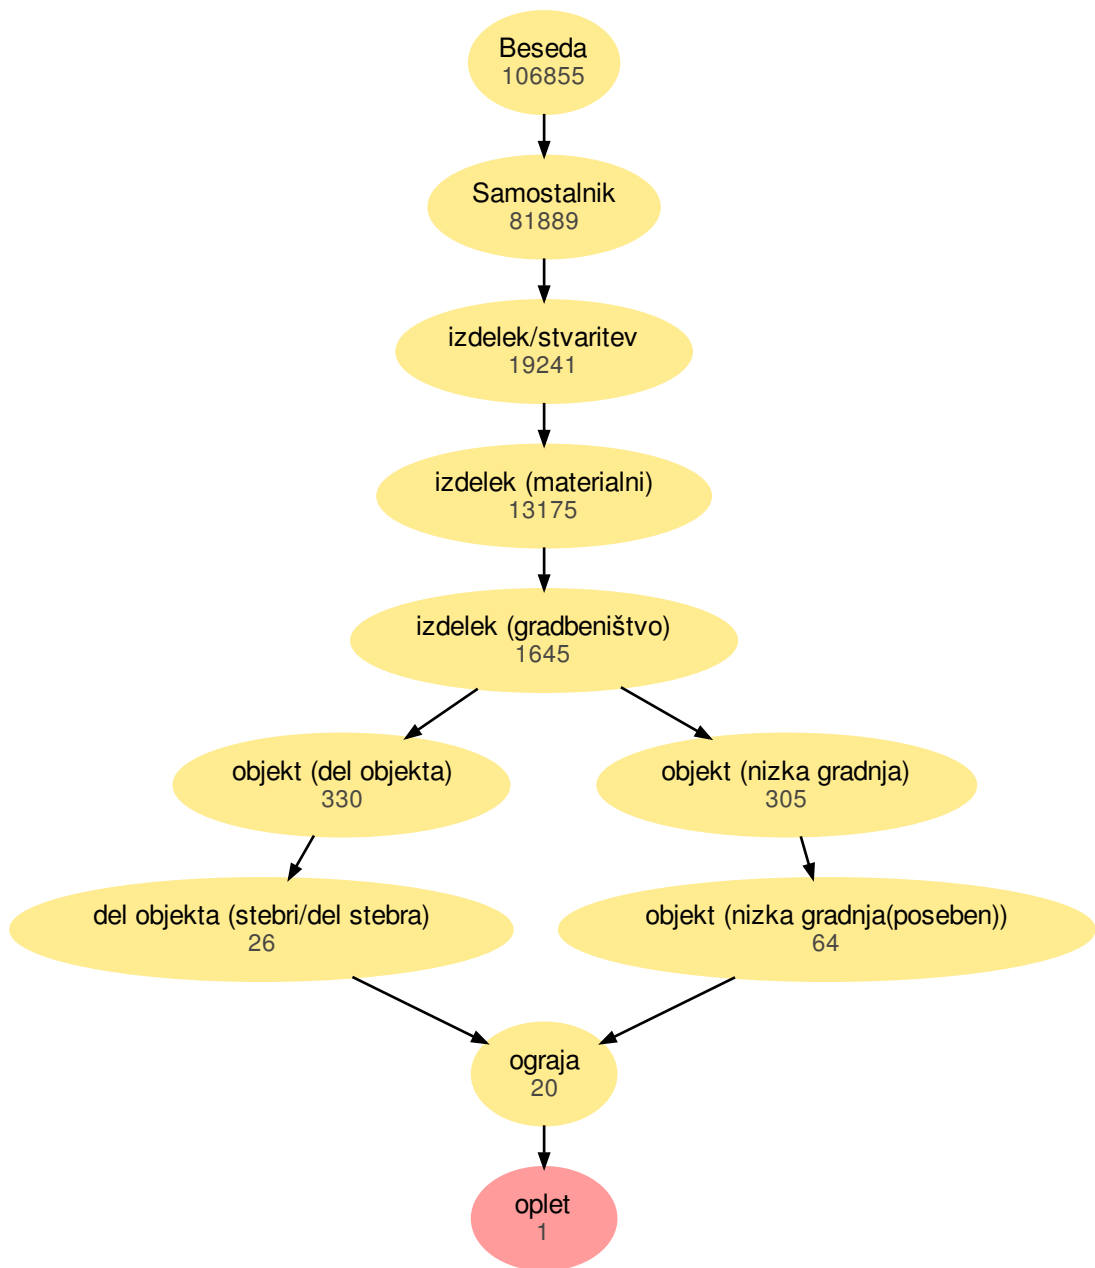 Beseda
106855
Samostalnik
81889
izdelek/stvaritev
19241
izdelek (materialni)
13175
izdelek (gradbeništvo)
1645
objekt (del objekta)
330
objekt (nizka gradnja)
305
del objekta (stebri/del stebra)
26
objekt (nizka gradnja(poseben))
64
ograja
20
oplet
1